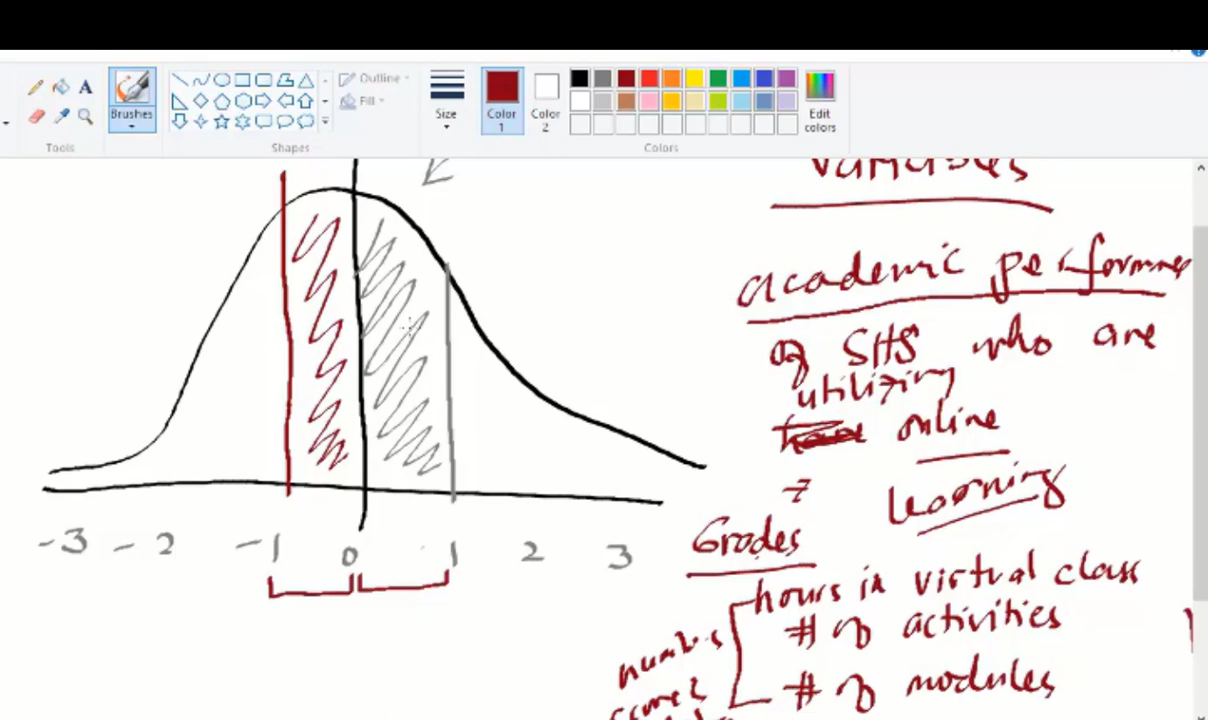 Outline
Fill
Tools
Brushes
Shapes
Size
Color 1
Color 2
Edit colors
Colors
variables
academic
of SHS who are
utilizing
online
learning
Grades
hours in virtual class
# of activities
# of modules
-3 -2 -1 0 1 2 3